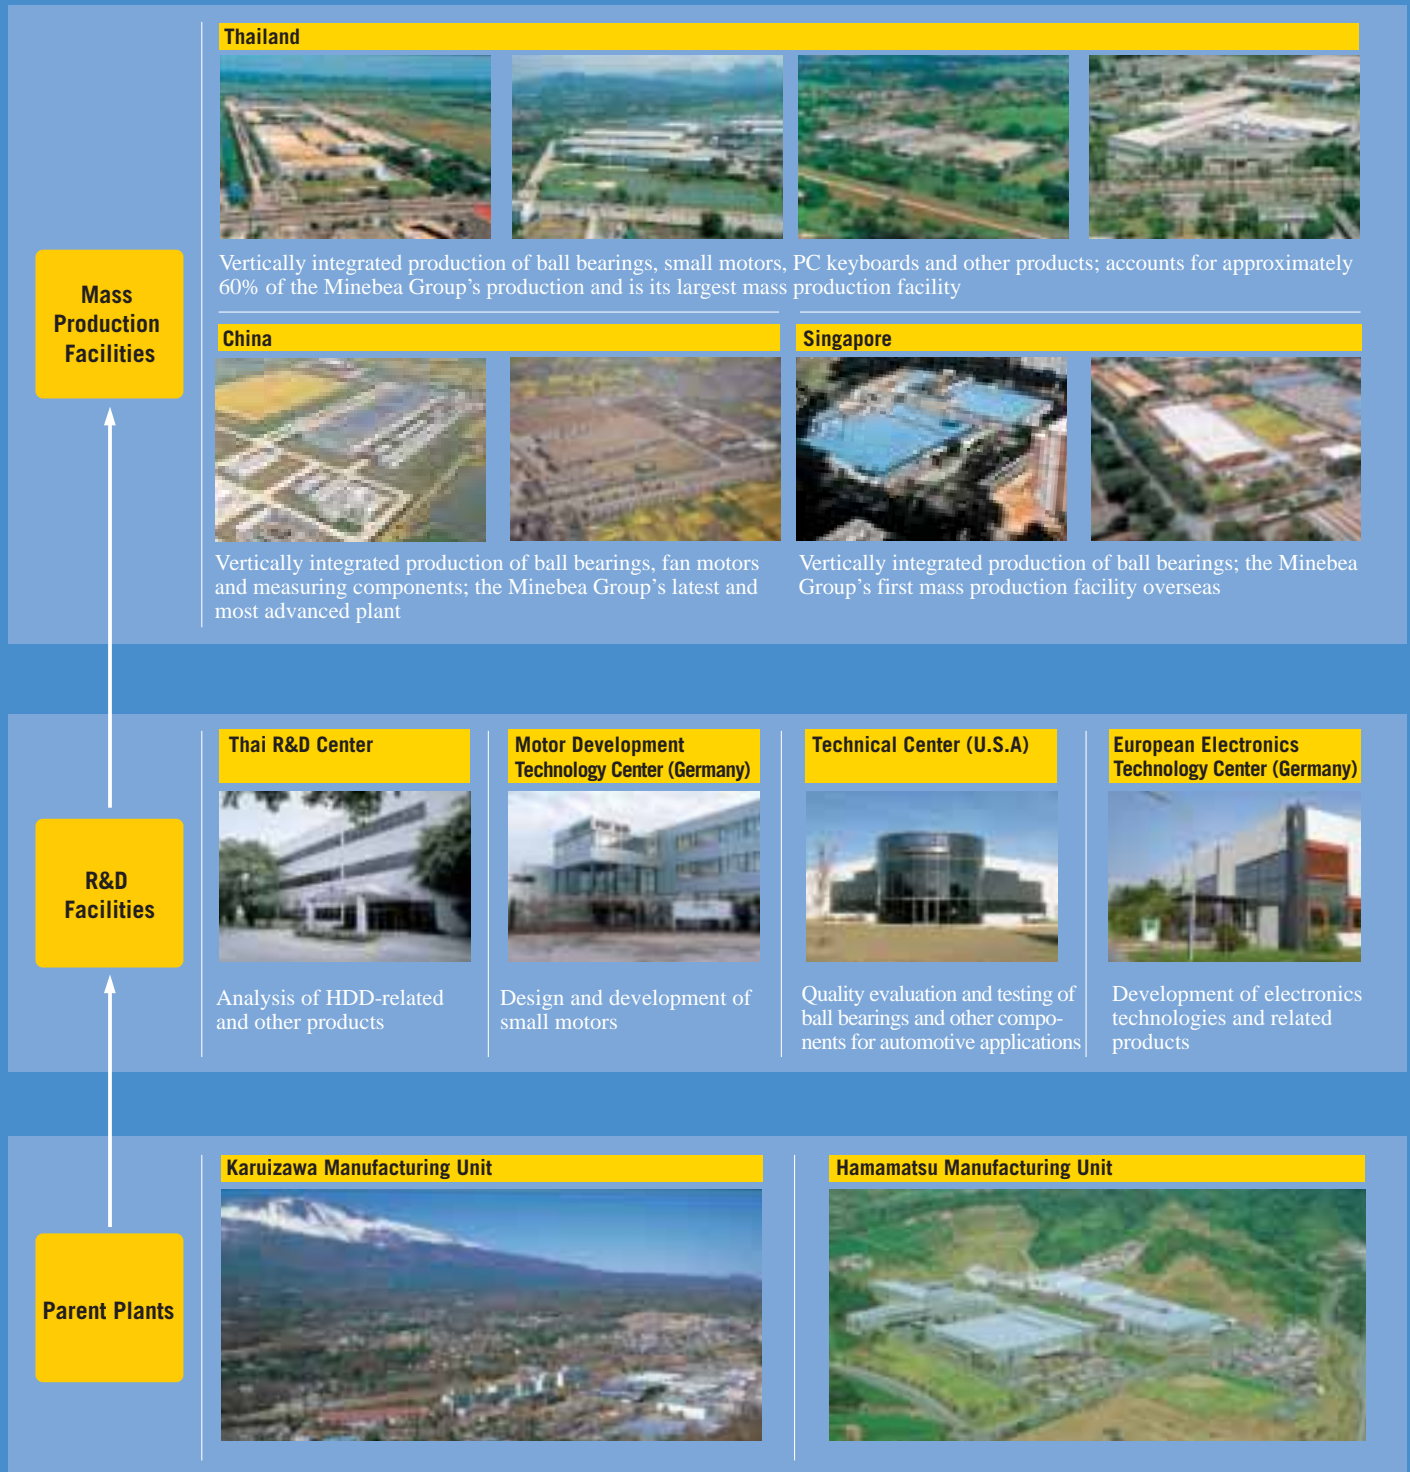 Thailand
Vertically integrated production of ball bearings, small motors, PC keyboards and other products; accounts for approximately
60% of the Minebea Group's production and is its largest mass production facility
Mass
Production
Facilities
China
Vertically integrated production of ball bearings, fan motors
and measuring components; the Minebea Group's latest and
most advanced plant
Singapore
Vertically integrated production of ball bearings; the Minebea
Group's first mass production facility overseas
R&D
Facilities
Thai R&D Center
Analysis of HDD-related
and other products
Motor Development
Technology Center (Germany)
Design and development of
small motors
Technical Center (U.S.A)
Quality evaluation and testing of
ball bearings and other compo-
nents for automotive applications
European Electronics
Technology Center (Germany)
Development of electronics
technologies and related
products
Parent Plants
Karuizawa Manufacturing Unit
Hamamatsu Manufacturing Unit